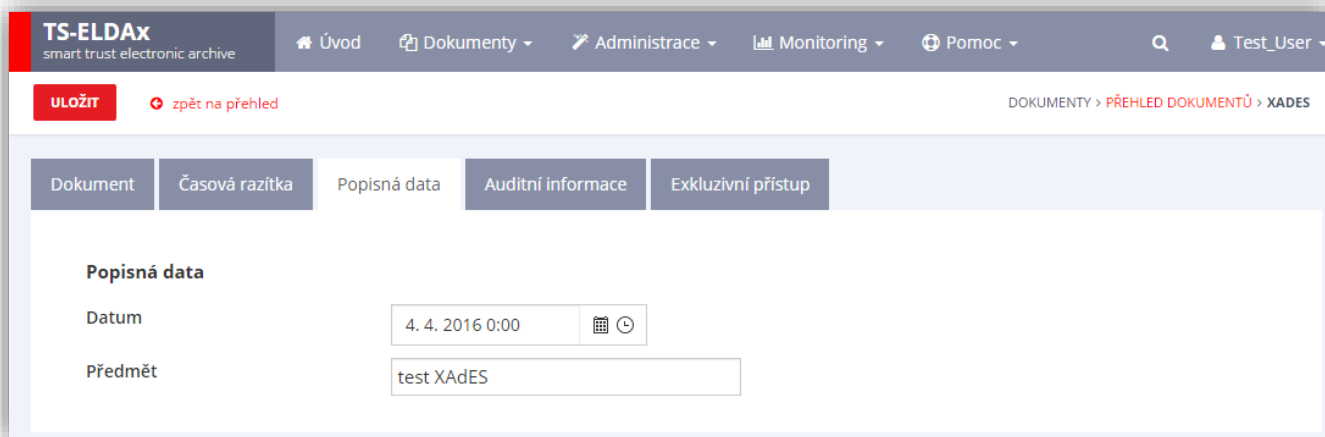 TS-ELDAx
smart trust electronic archive
Úvod
Dokumenty
Administrace
Monitoring
Pomoc
Test_User
ULOŽIT
zpět na přehled
DOKUMENTY > PŘEHLED DOKUMENTŮ > XADES
Dokument
Časová razítka
Popisná data
Auditní informace
Exkluzivní přístup
Popisná data
Datum
4. 4. 2016 0:00
Předmět
test XAdES